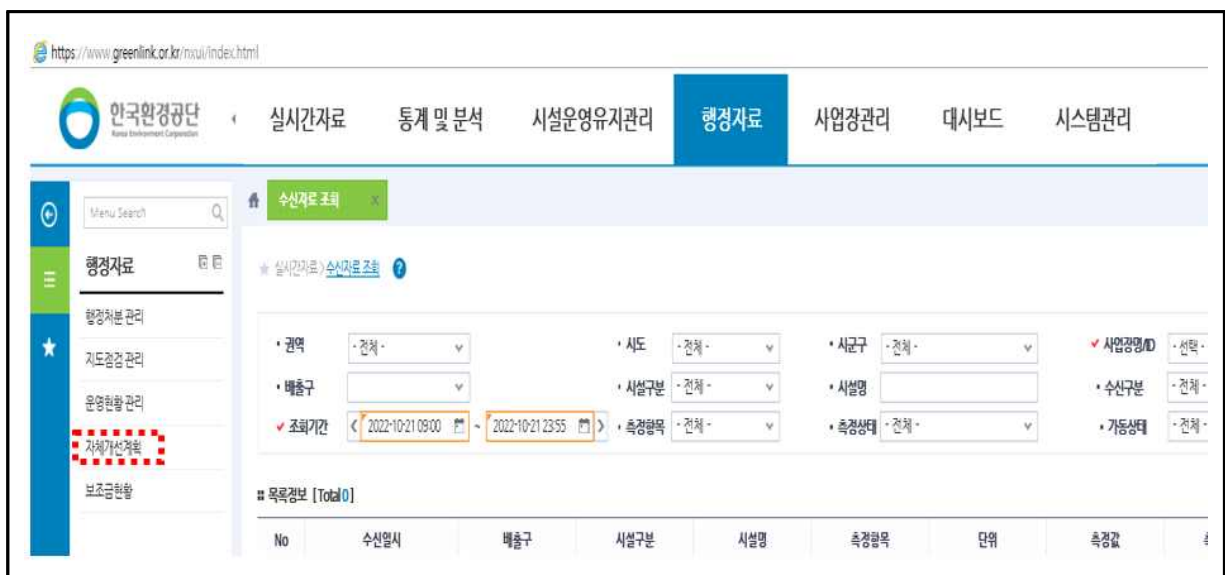 https://www.greenlink.or.kr/nxui/index.html
한국환경공단
Korea Environment Corporation
실시간자료 통계 및 분석 시설운영유지관리 행정자료 사업장관리 대시보드 시스템관리
Menu Search
수신자료 조회 x
행정자료
실시간자료 > 수신자료 조회 ?
행정처분 관리
지도점검 관리
운영현황 관리
자체개선계획
보조금현황
• 권역 - 전체 - • 시도 - 전체 - • 시군구 - 전체 - 사업장명/ID - 선택 -
• 배출구 • 시설구분 - 전체 - • 시설명 • 수신구분 - 전체 -
조회기간 2022-10-21 09:00 ~ 2022-10-21 23:55 • 측정항목 - 전체 - • 측정상태 - 전체 - • 가동상태 - 전체 -
목록정보 [Total 0]
No 수신일시 배출구 시설구분 시설명 측정항목 단위 측정값